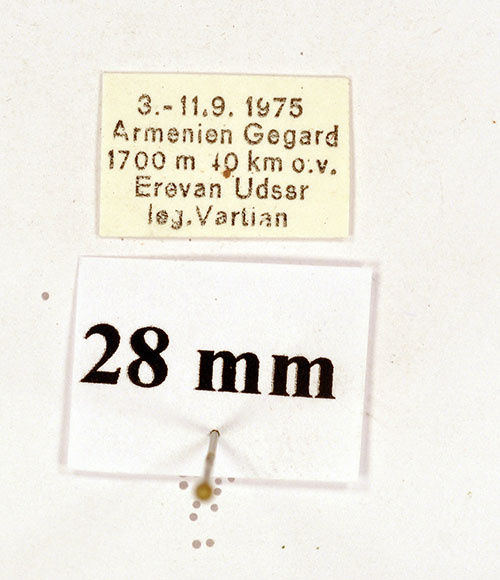 3.-11.9. 1975
Armenien Gegard
1700 m 40 km o.v.
Erevan Udssr
leg. Vartian
28 mm